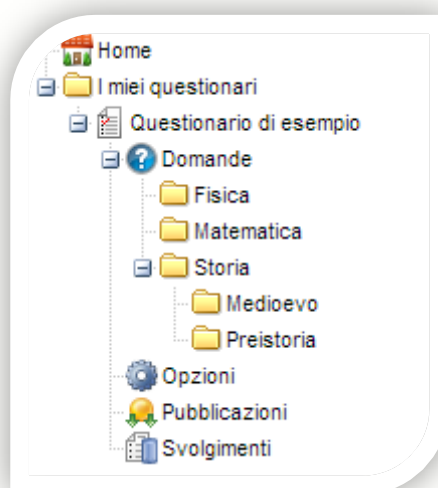 Home
I miei questionari
Questionario di esempio
Domande
Fisica
Matematica
Storia
Medioevo
Preistoria
Opzioni
Pubblicazioni
Svolgimenti